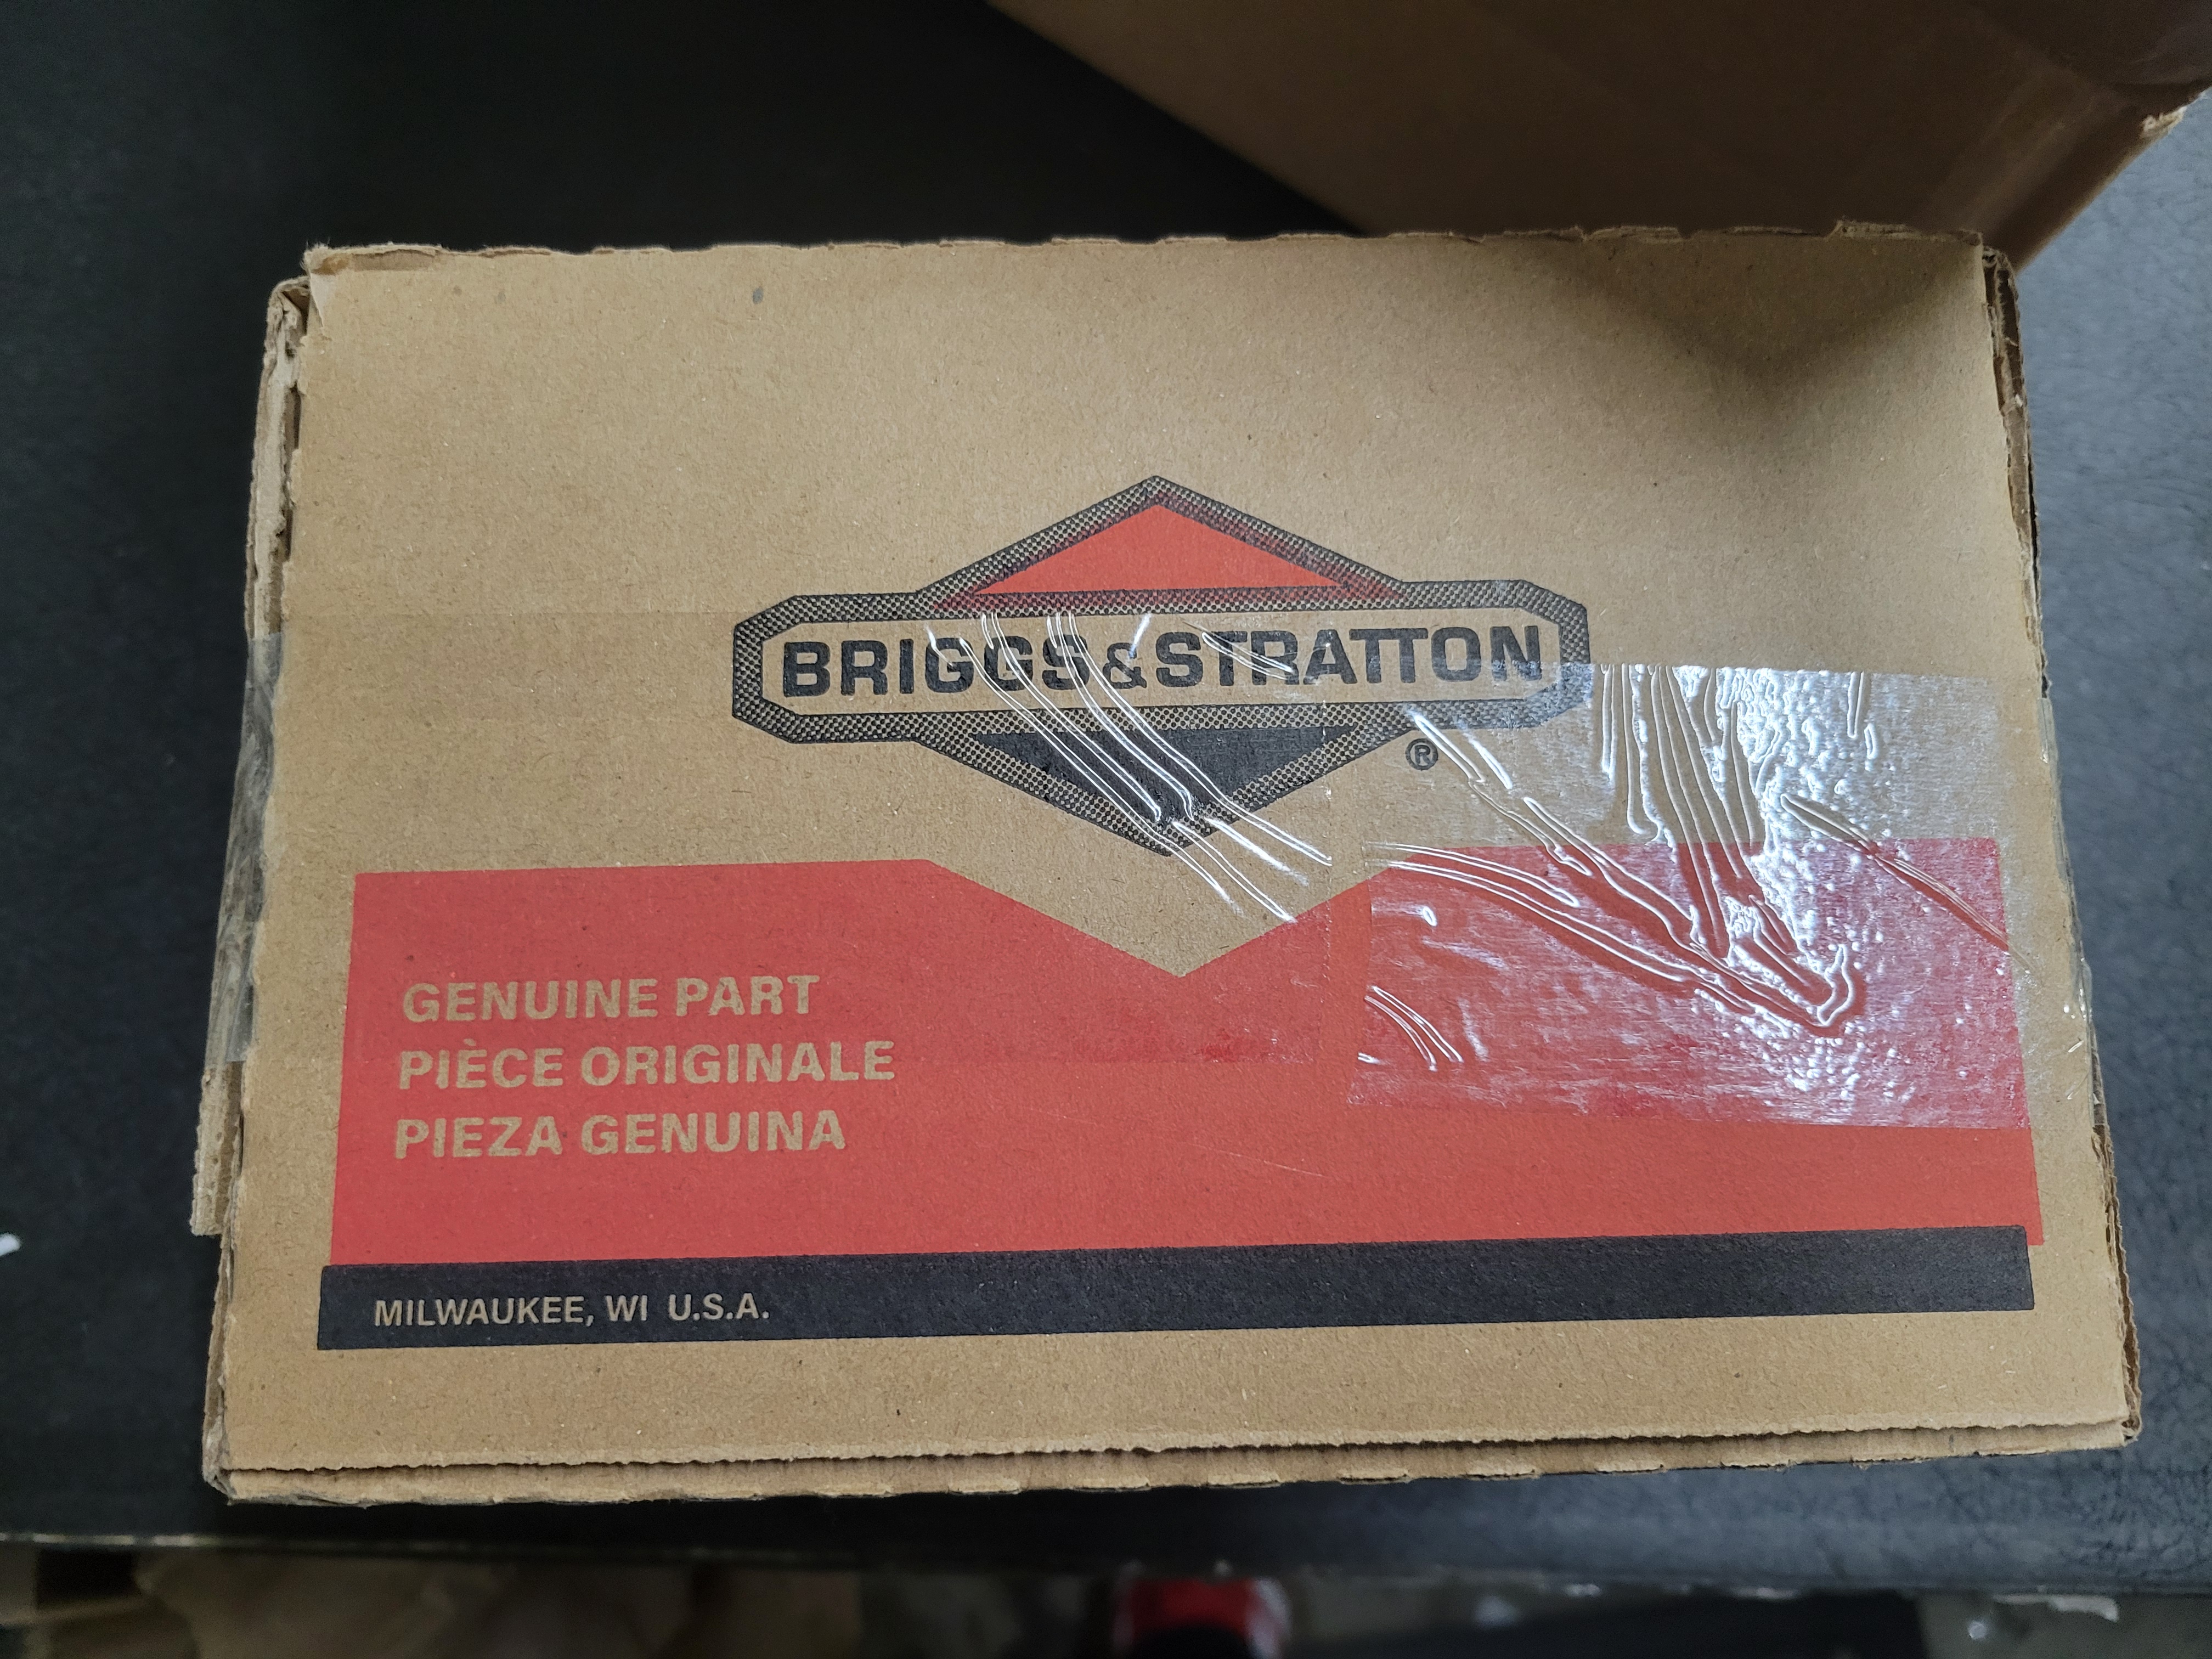 BRIGGS & STRATTON
®
GENUINE PART
PIÈCE ORIGINALE
PIEZA GENUINA
MILWAUKEE, WI U.S.A.